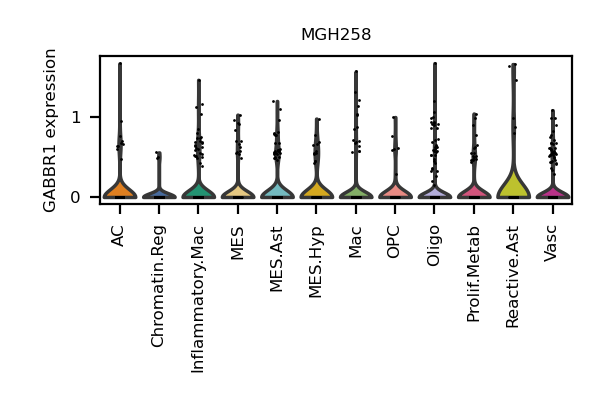 MGH258
GABBR1 expression
1
0
AC
Chromatin.Reg
Inflammatory.Mac
MES
MES.Ast
MES.Hyp
Mac
OPC
Oligo
Prolif.Metab
Reactive.Ast
Vasc